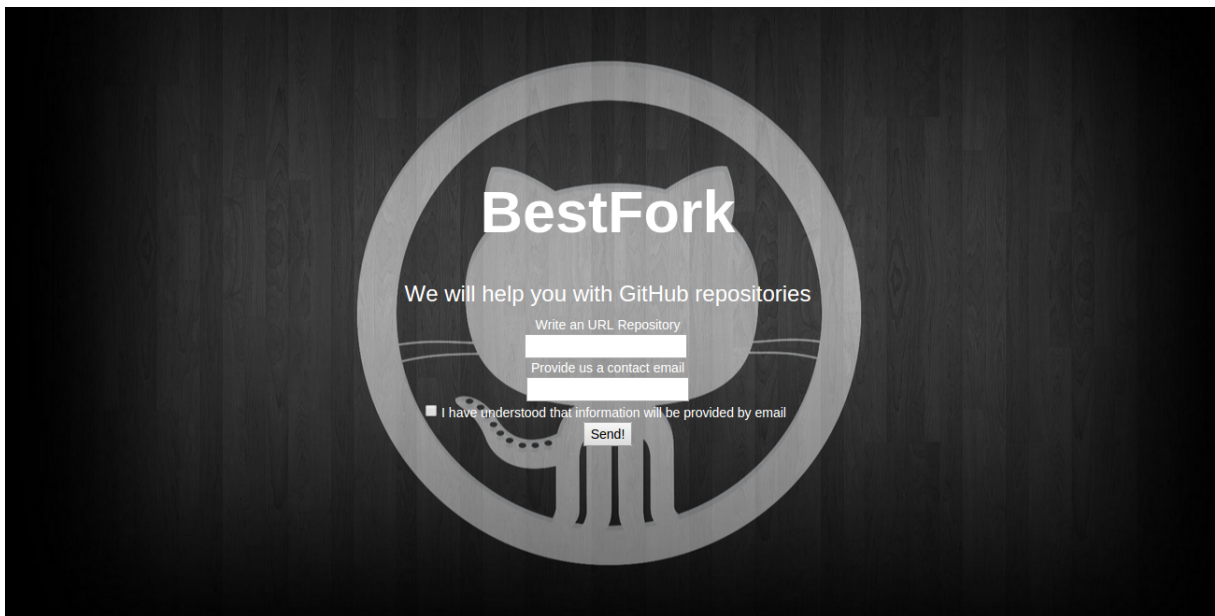 BestFork
We will help you with GitHub repositories
Write an URL Repository
Provide us a contact email
I have understood that information will be provided by email
Send!